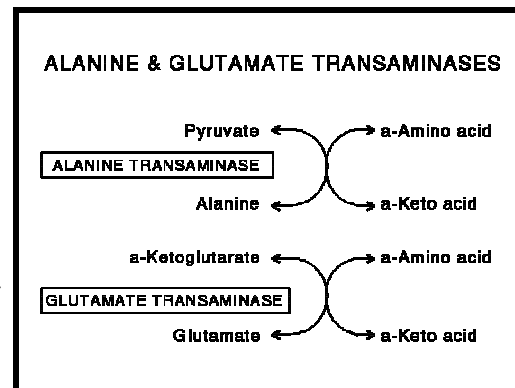 ALANINE & GLUTAMATE TRANSAMINASES
Pyruvate a-Amino acid
ALANINE TRANSAMINASE
Alanine a-Keto acid
a-Ketoglutarate a-Amino acid
GLUTAMATE TRANSAMINASE
Glutamate a-Keto acid